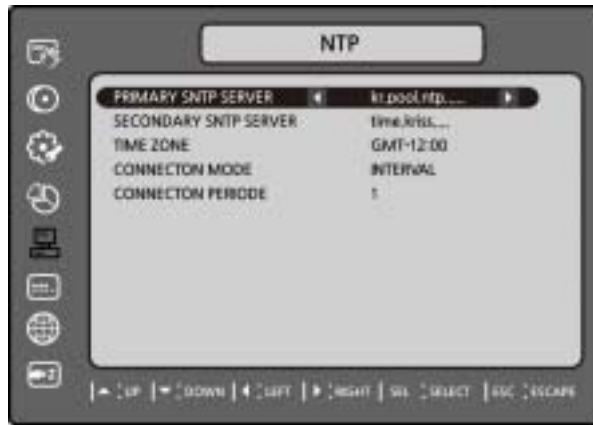 NTP
PRIMARY SNTP SERVER kr.pool.ntp......
SECONDARY SNTP SERVER time.kriss....
TIME ZONE GMT-12:00
CONNECTON MODE INTERVAL
CONNECTON PERIODE 1
UP DOWN LEFT RIGHT SEL SELECT ESC ESCAPE